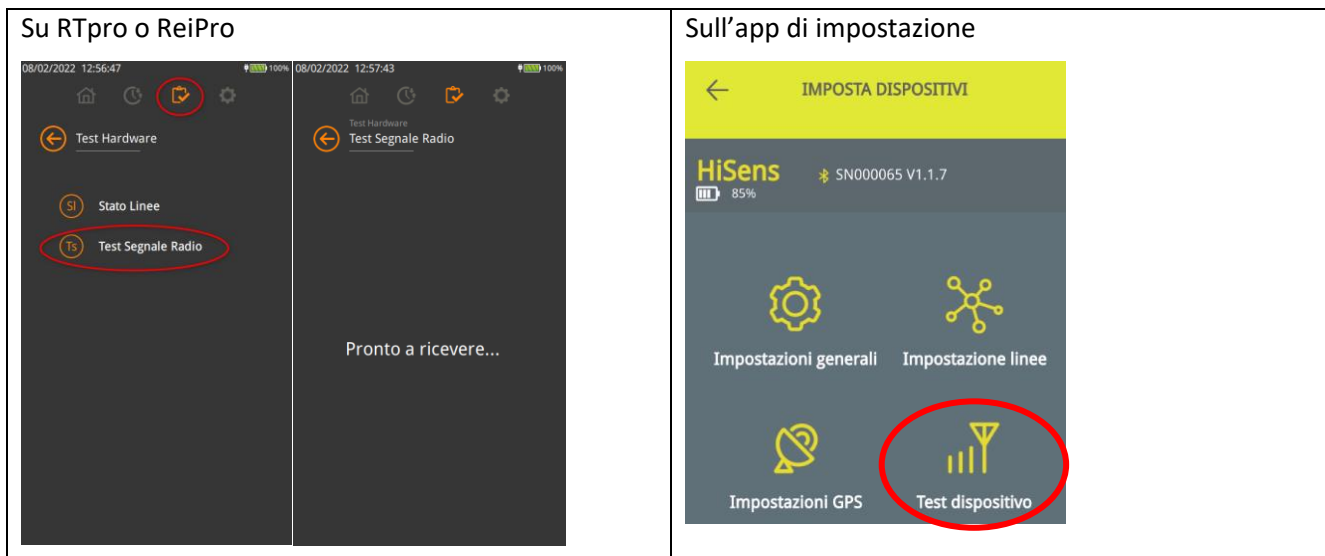 Su RTpro o ReiPro
08/02/2022 12:56:47 100%
Test Hardware
SI Stato Linee
Ts Test Segnale Radio
08/02/2022 12:57:43 100%
Test Hardware
Test Segnale Radio
Pronto a ricevere...
Sull’app di impostazione
IMPOSTA DISPOSITIVI
HiSens SN000065 V1.1.7
85%
Impostazioni generali Impostazione linee
Impostazioni GPS Test dispositivo